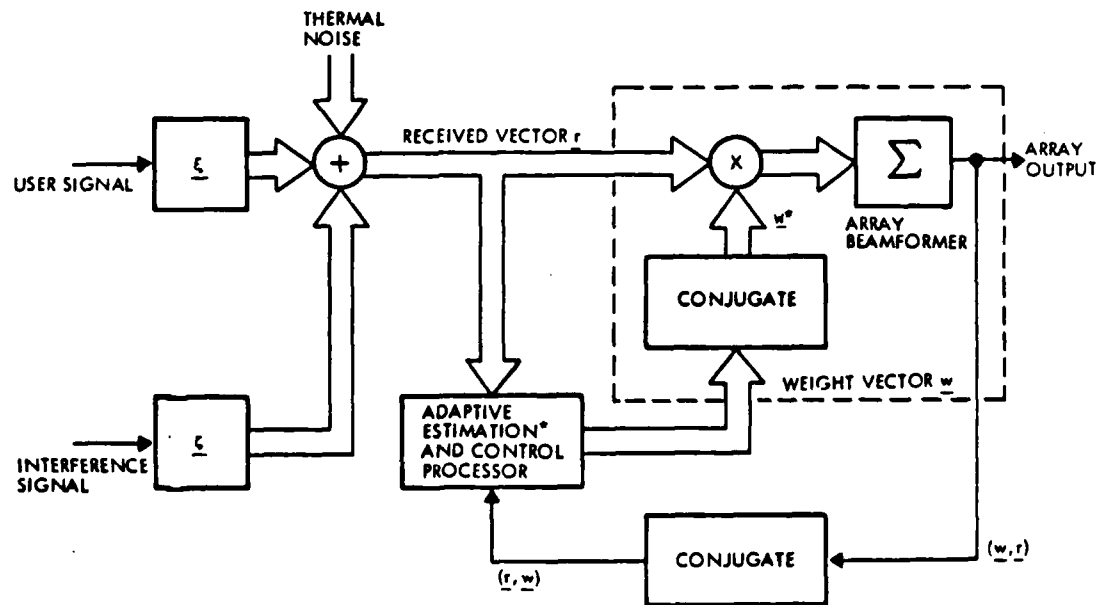 THERMAL
NOISE
RECEIVED VECTOR r
USER SIGNAL
ξ
+
x
Σ
ARRAY
OUTPUT
w*
ARRAY
BEAMFORMER
CONJUGATE
WEIGHT VECTOR w
INTERFERENCE
SIGNAL
ζ
ADAPTIVE
ESTIMATION*
AND CONTROL
PROCESSOR
CONJUGATE
(r, w)
(w, r)